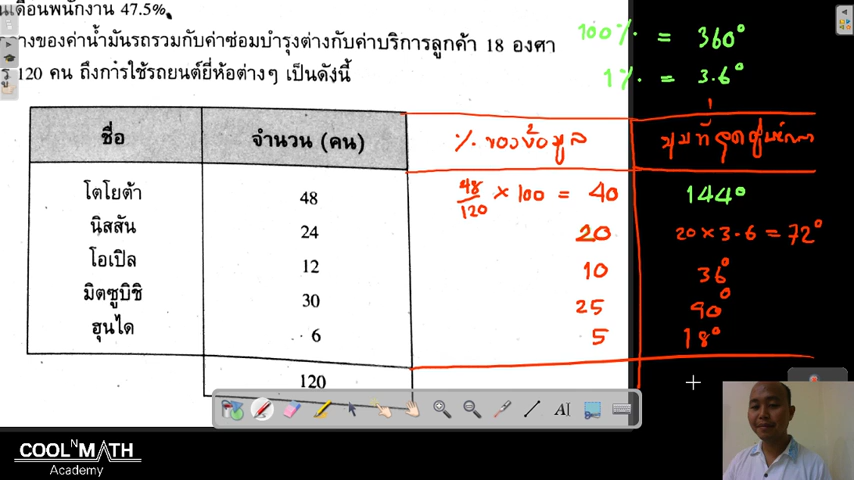 นเดือนพนักงาน 47.5%
างของค่าน้ำมันรถรวมกับค่าซ่อมบำรุงต่างกับค่าบริการลูกค้า 18 องศา
รู 120 คน ถึงการใช้รถยนต์ยี่ห้อต่างๆ เป็นดังนี้
100% = 360°
1% = 3.6°
ชื่อ จำนวน (คน) % ของข้อมูล มุมที่จุดศูนย์กลาง
โตโยต้า 48 48/120 × 100 = 40 144°
นิสสัน 24 20 20 × 3.6 = 72°
โอเปิล 12 10 36°
มิตซูบิชิ 30 25 90°
ฮุนได 6 5 18°
120
COOL N MATH
Academy